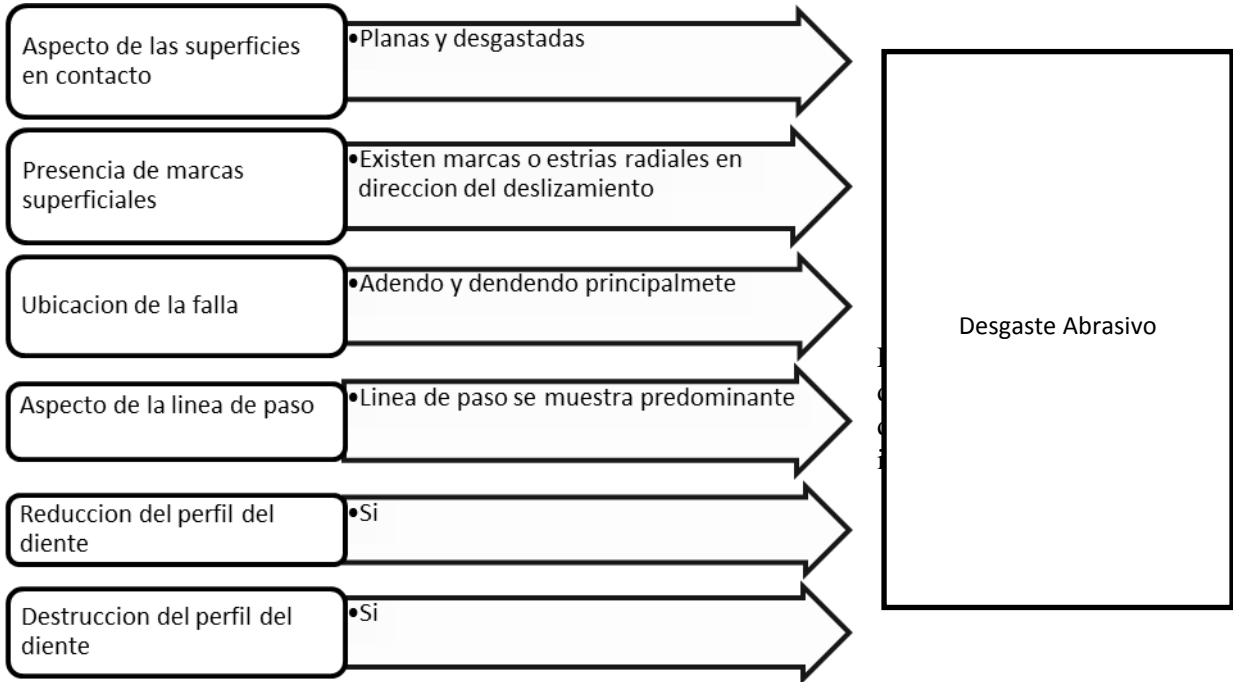 Aspecto de las superficies
en contacto
•Planas y desgastadas
Presencia de marcas
superficiales
•Existen marcas o estrias radiales en
direccion del deslizamiento
Ubicacion de la falla
•Adendo y dendendo principalmete
Aspecto de la linea de paso
•Linea de paso se muestra predominante
Reduccion del perfil del
diente
•Si
Destruccion del perfil del
diente
•Si
Desgaste Abrasivo